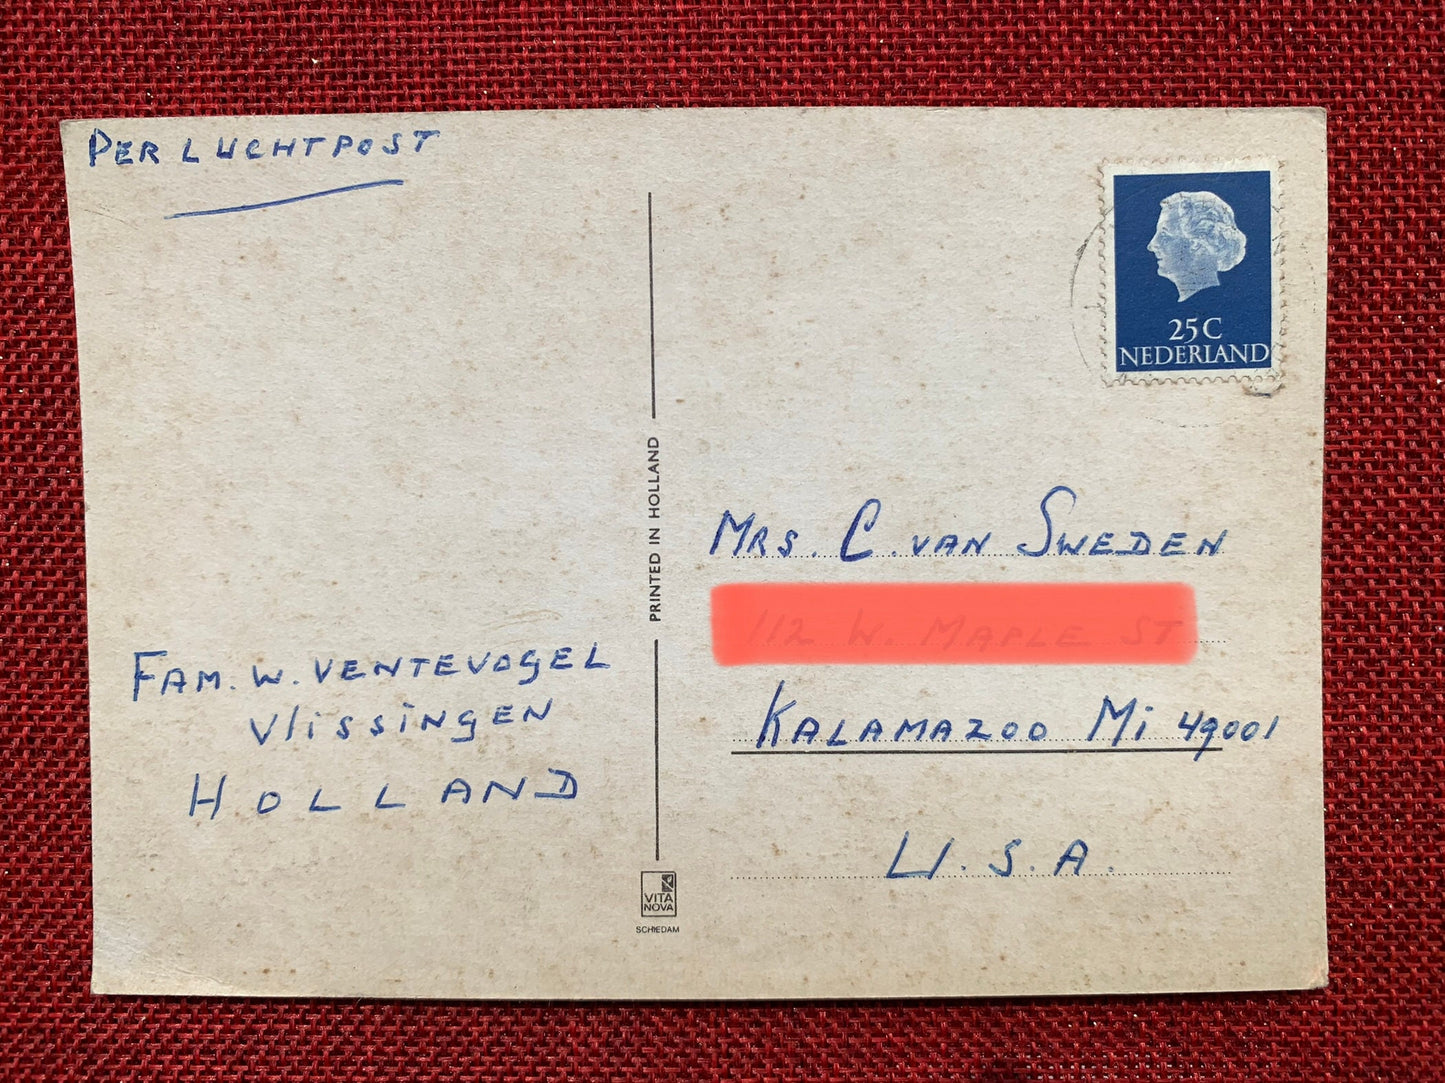 PER LUCHTPOST
25C
NEDERLAND
FAM. W. VENTEVOGEL
VlissiNgEN
HOLLAND
PRINTED IN HOLLAND
VITA
NOVA
SCHIEDAM
MRS. C. VAN SWEDEN
KALAMAZOO Mi 49001
U.S.A.